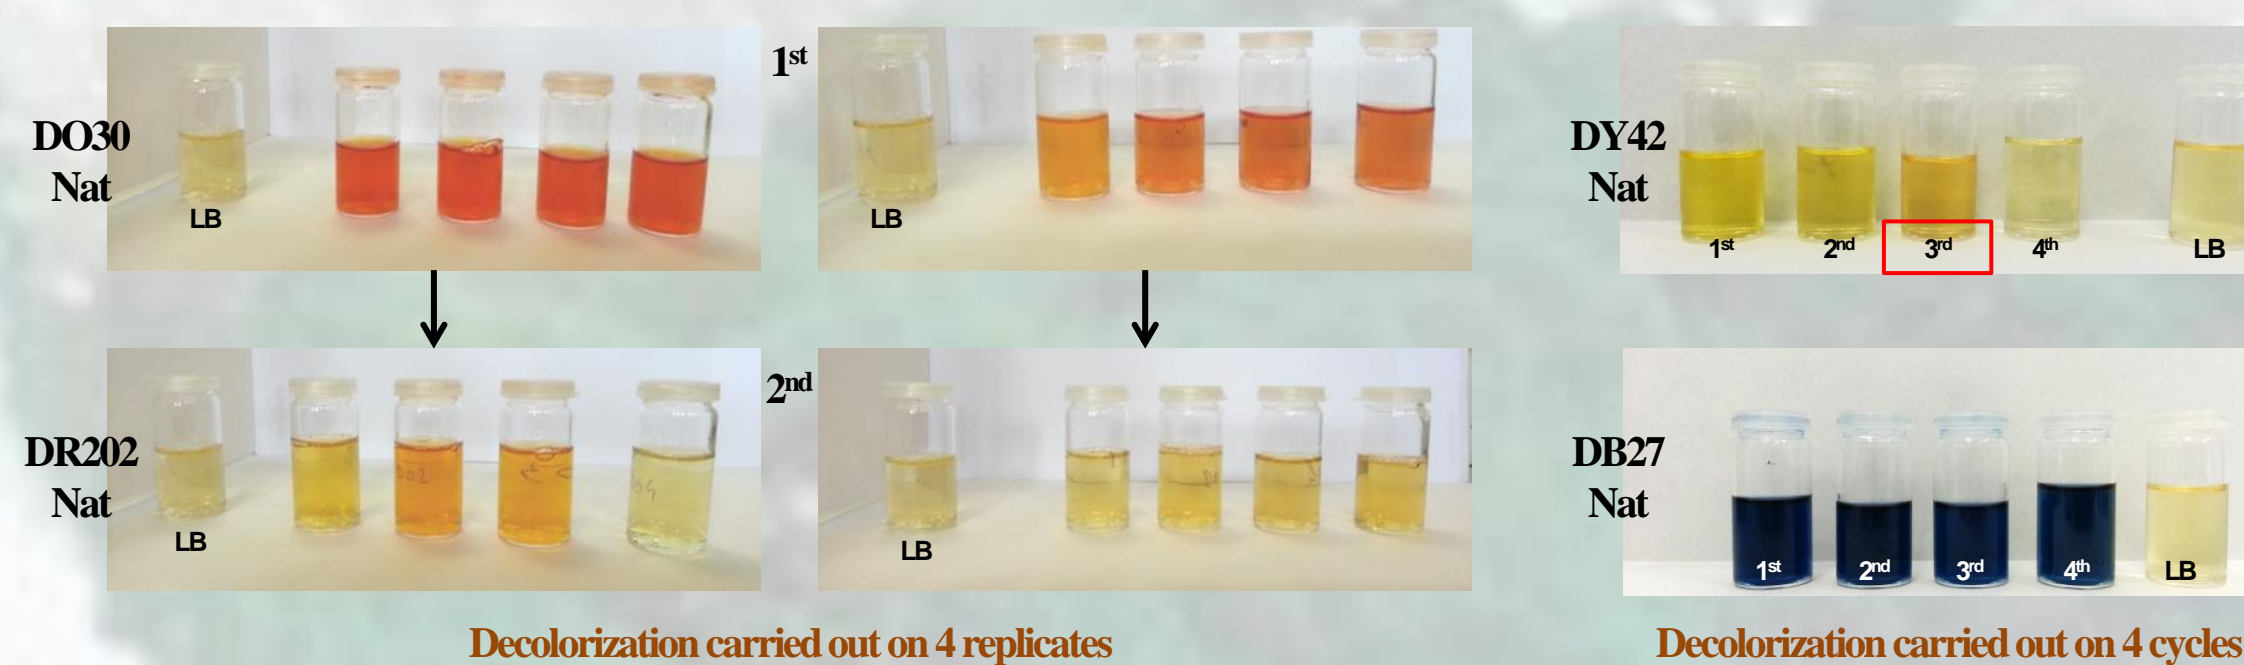 DO30
Nat
LB
1st
LB
DR202
Nat
LB
2nd
LB
Decolorization carried out on 4 replicates
DY42
Nat
1st
2nd
3rd
4th
LB
DB27
Nat
1st
2nd
3rd
4th
LB
Decolorization carried out on 4 cycles